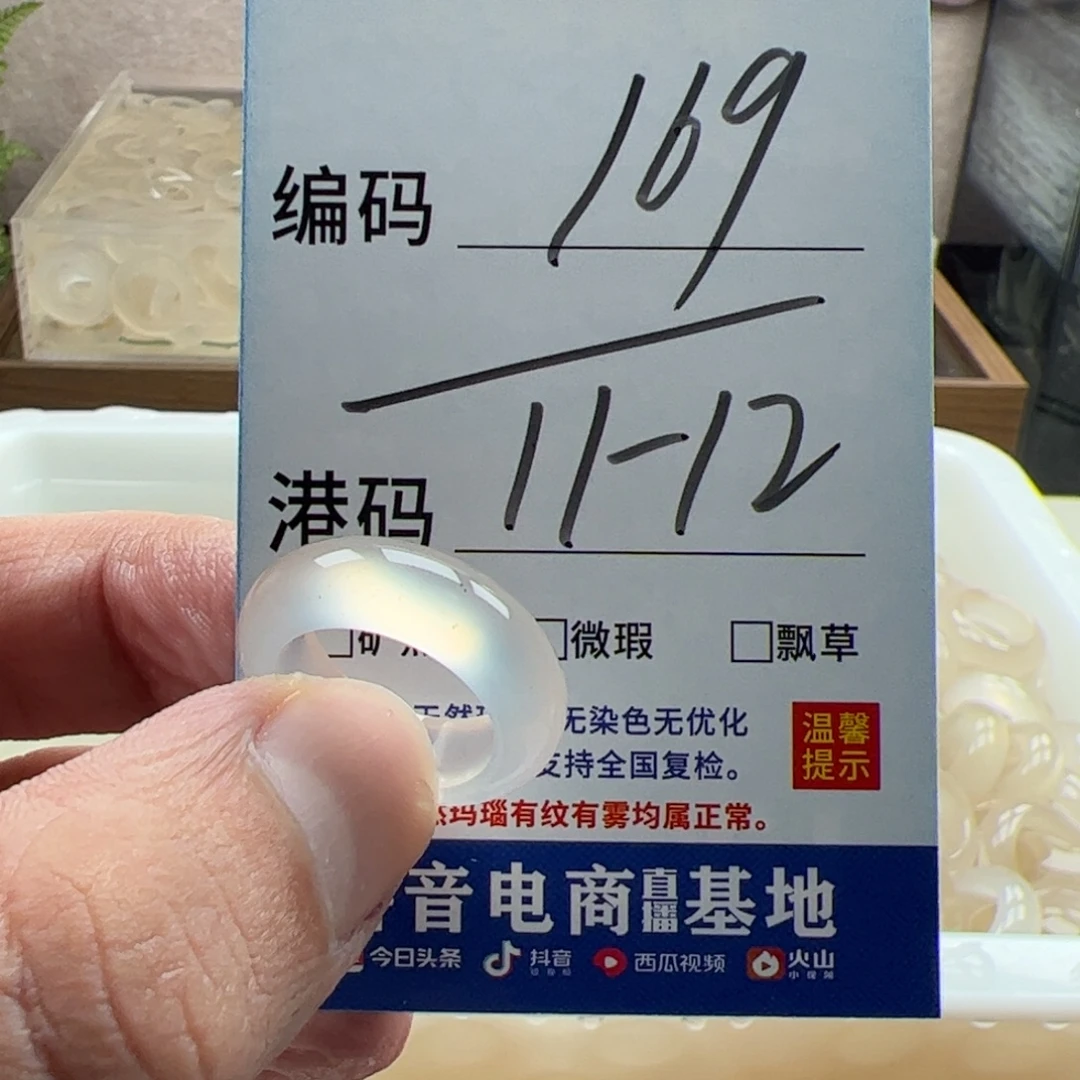 编码 169
港码 11-12
□微瑕 □飘草
无染色无优化 温馨
支持全国复检。 提示
玛瑙有纹有雾均属正常。
音电商直播基地
今日头条 抖音 西瓜视频 火山